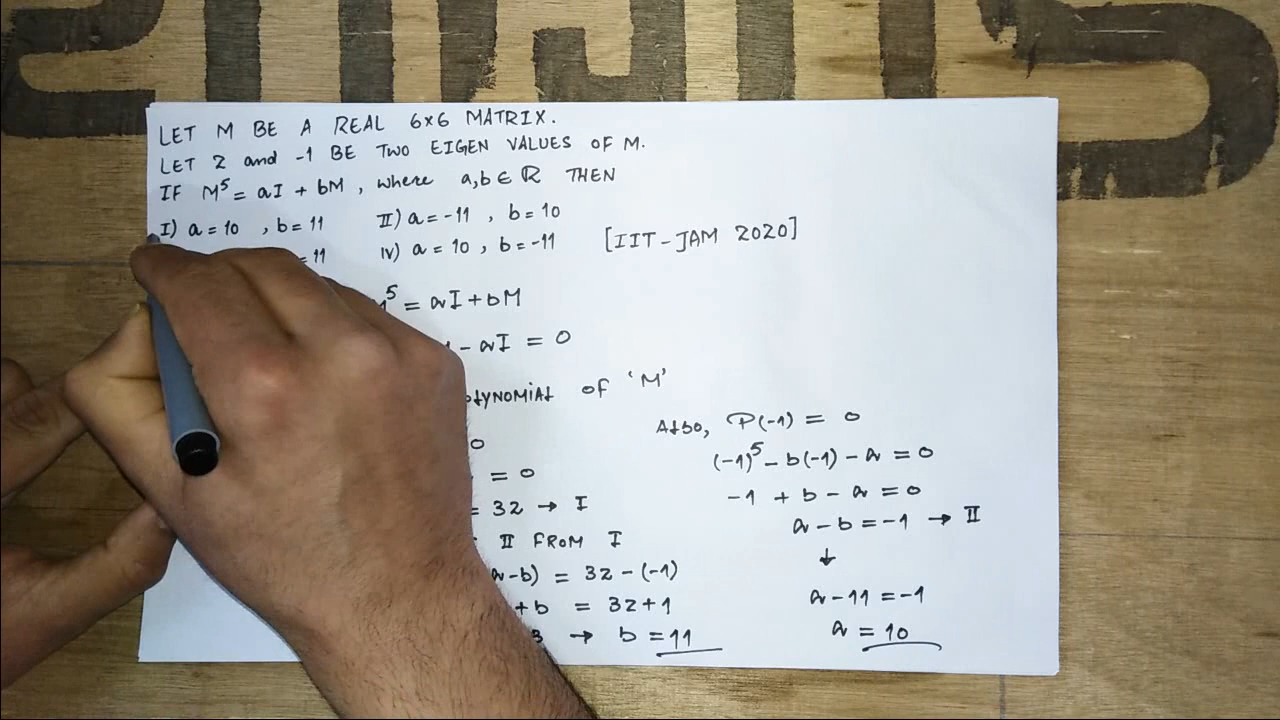 LET M BE A REAL 6×6 MATRIX.
LET 2 and -1 BE TWO EIGEN VALUES OF M.
IF M⁵ = aI + bM , where a,b ∈ ℝ THEN
I) a = 10 , b = 11 II) a = -11 , b = 10
= 11 IV) a = 10 , b = -11 [IIT-JAM 2020]
⁵ = aI + bM
- aI = 0
OF 'M'
0
= 0
= 32 → I
II FROM I
a-b) = 32 - (-1)
+b = 32+1
→ b = 11
ALSO, P(-1) = 0
(-1)⁵ - b(-1) - a = 0
-1 + b - a = 0
a - b = -1 → II
↓
a - 11 = -1
a = 10